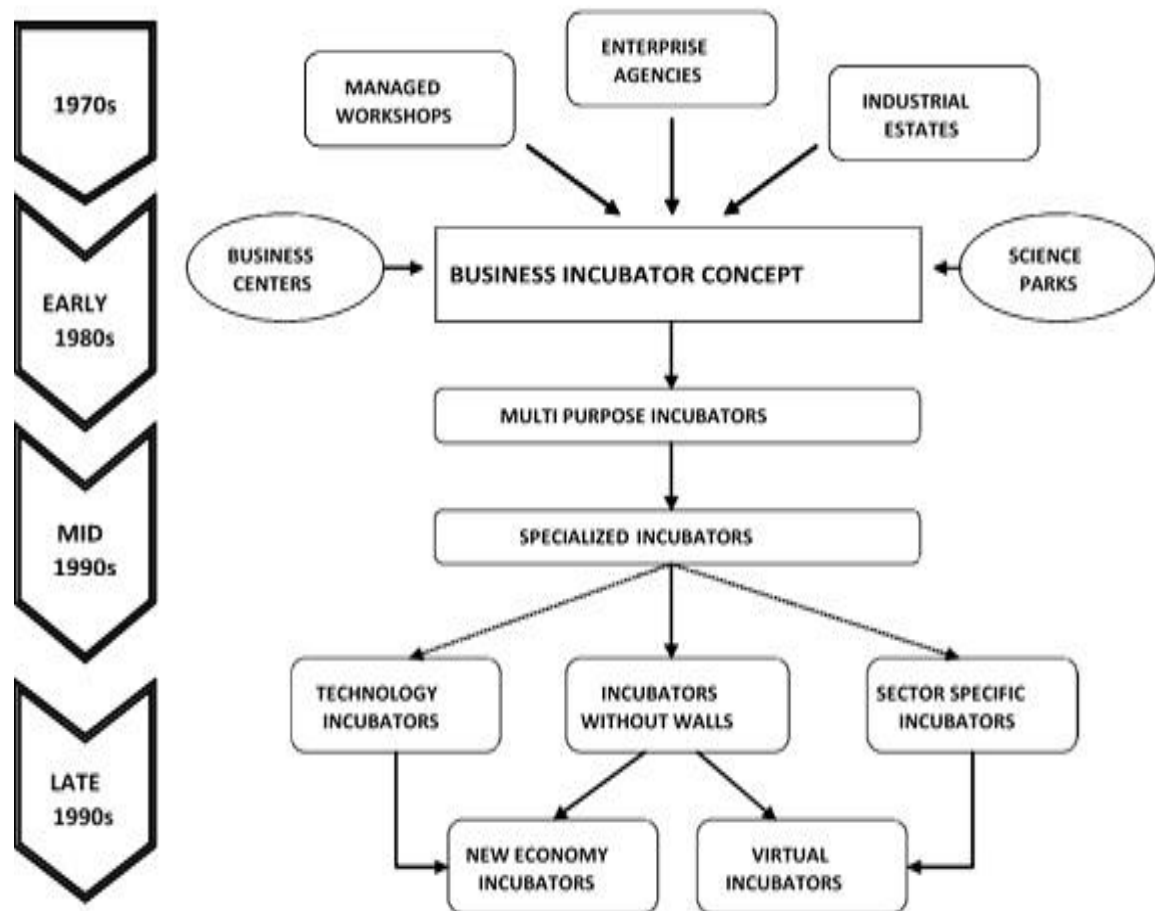 1970s
EARLY
1980s
MID
1990s
LATE
1990s
ENTERPRISE
AGENCIES
MANAGED
WORKSHOPS
INDUSTRIAL
ESTATES
BUSINESS
CENTERS
BUSINESS INCUBATOR CONCEPT
SCIENCE
PARKS
MULTI PURPOSE INCUBATORS
SPECIALIZED INCUBATORS
TECHNOLOGY
INCUBATORS
INCUBATORS
WITHOUT WALLS
SECTOR SPECIFIC
INCUBATORS
NEW ECONOMY
INCUBATORS
VIRTUAL
INCUBATORS